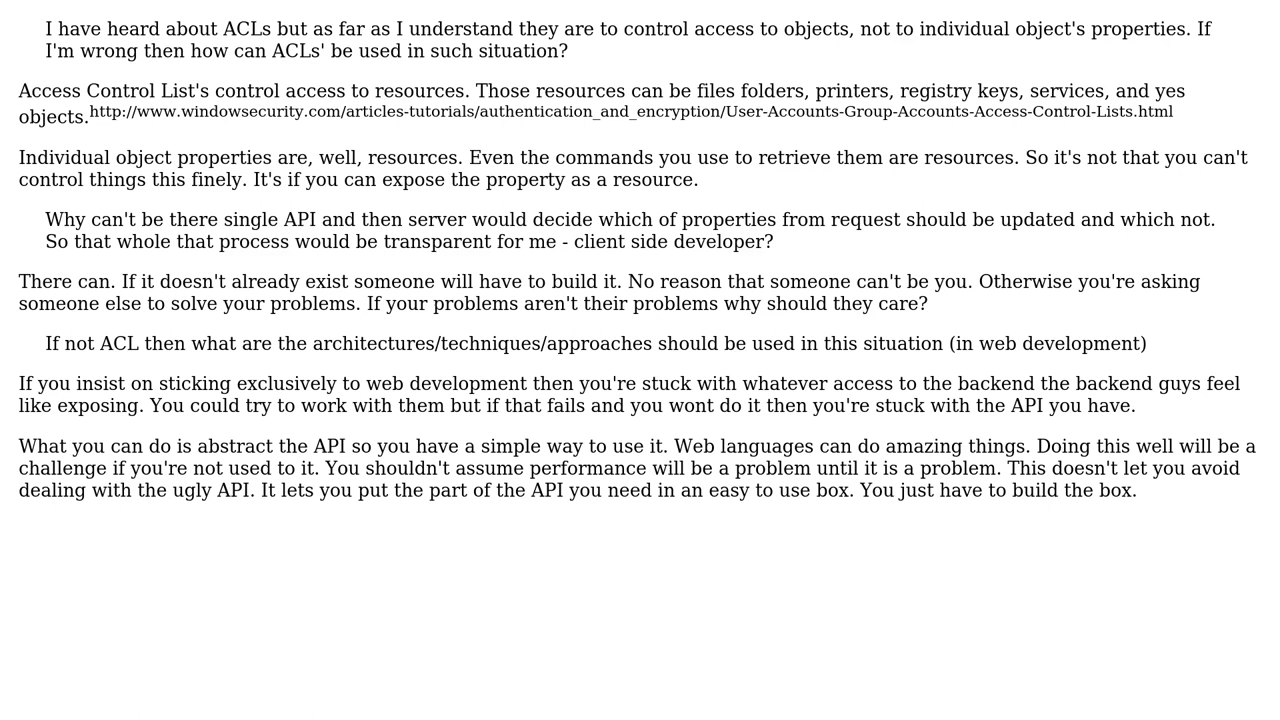 I have heard about ACLs but as far as I understand they are to control access to objects, not to individual object's properties. If
I'm wrong then how can ACLs' be used in such situation?
Access Control List's control access to resources. Those resources can be files folders, printers, registry keys, services, and yes
objects.http://www.windowsecurity.com/articles-tutorials/authentication_and_encryption/User-Accounts-Group-Accounts-Access-Control-Lists.html
Individual object properties are, well, resources. Even the commands you use to retrieve them are resources. So it's not that you can't
control things this finely. It's if you can expose the property as a resource.
Why can't be there single API and then server would decide which of properties from request should be updated and which not.
So that whole that process would be transparent for me - client side developer?
There can. If it doesn't already exist someone will have to build it. No reason that someone can't be you. Otherwise you're asking
someone else to solve your problems. If your problems aren't their problems why should they care?
If not ACL then what are the architectures/techniques/approaches should be used in this situation (in web development)
If you insist on sticking exclusively to web development then you're stuck with whatever access to the backend the backend guys feel
like exposing. You could try to work with them but if that fails and you wont do it then you're stuck with the API you have.
What you can do is abstract the API so you have a simple way to use it. Web languages can do amazing things. Doing this well will be a
challenge if you're not used to it. You shouldn't assume performance will be a problem until it is a problem. This doesn't let you avoid
dealing with the ugly API. It lets you put the part of the API you need in an easy to use box. You just have to build the box.